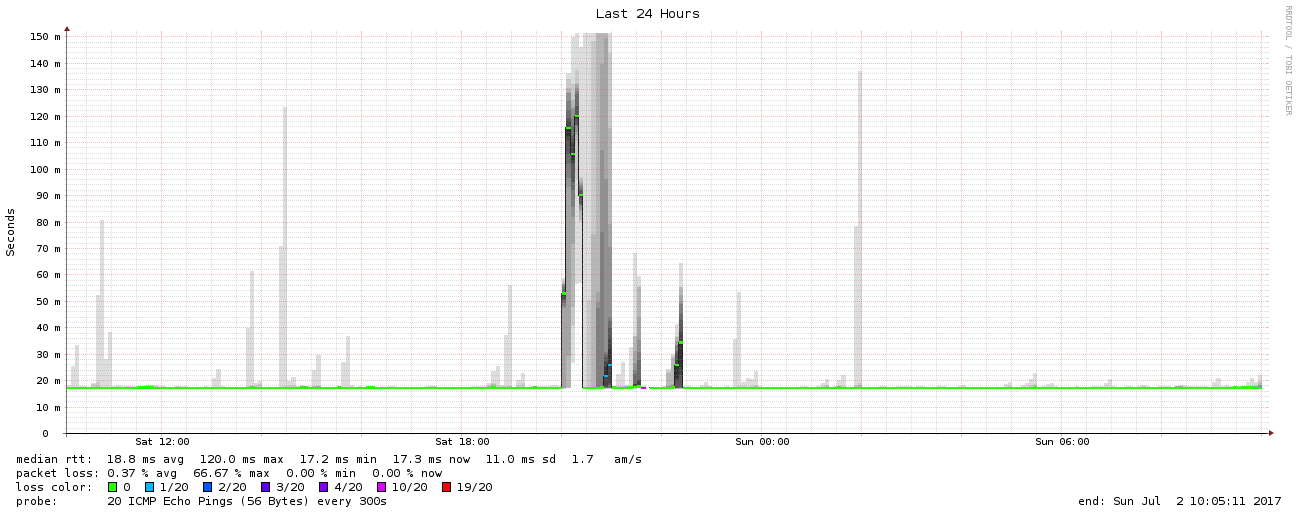 Last 24 Hours
RRDTOOL / TOBI OETIKER
Seconds
150 m
140 m
130 m
120 m
110 m
100 m
90 m
80 m
70 m
60 m
50 m
40 m
30 m
20 m
10 m
0
Sat 12:00 Sat 18:00 Sun 00:00 Sun 06:00
median rtt: 18.8 ms avg 120.0 ms max 17.2 ms min 17.3 ms now 11.0 ms sd 1.7 am/s
packet loss: 0.37 % avg 66.67 % max 0.00 % min 0.00 % now
loss color: 0 1/20 2/20 3/20 4/20 10/20 19/20
probe: 20 ICMP Echo Pings (56 Bytes) every 300s end: Sun Jul 2 10:05:11 2017